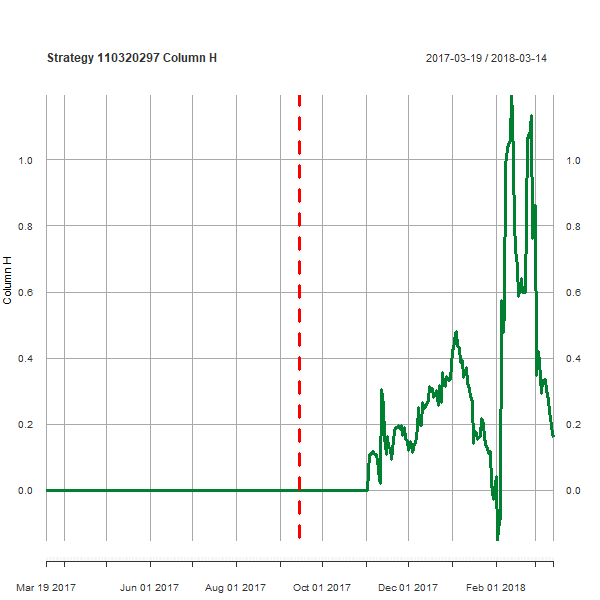 Strategy 110320297 Column H
2017-03-19 / 2018-03-14
1.0
1.0
0.8
0.8
0.6
0.6
Column H
0.4
0.4
0.2
0.2
0.0
0.0
Mar 19 2017
Jun 01 2017
Aug 01 2017
Oct 01 2017
Dec 01 2017
Feb 01 2018